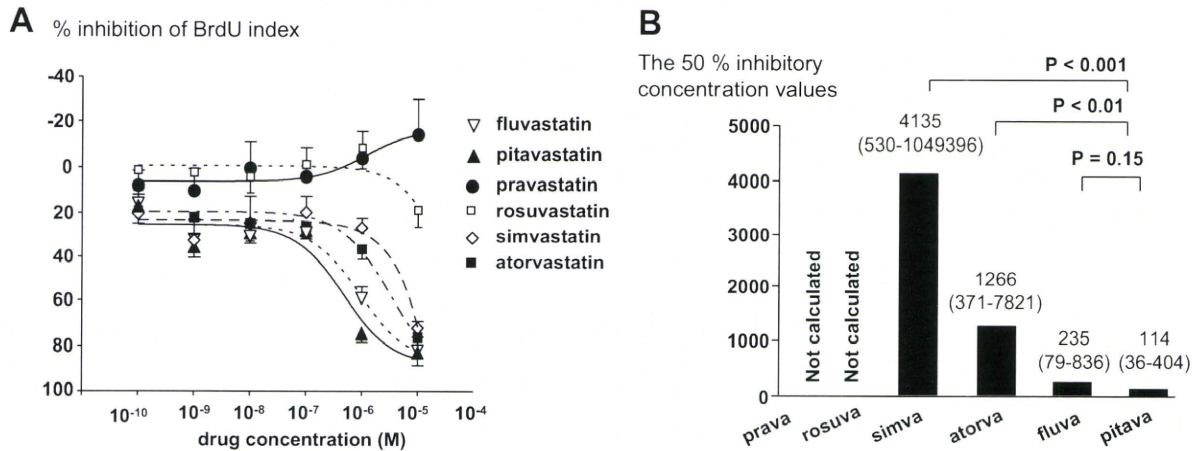 A
% inhibition of BrdU index
-40
-20
0
20
40
60
80
100
10-10
10-9
10-8
10-7
10-6
10-5
10-4
drug concentration (M)
fluvastatin
pitavastatin
pravastatin
rosuvastatin
simvastatin
atorvastatin
B
The 50 % inhibitory
concentration values
P < 0.001
P < 0.01
P = 0.15
5000
4000
3000
2000
1000
0
Not calculated
Not calculated
4135
(530-1049396)
1266
(371-7821)
235
(79-836)
114
(36-404)
prava
rosuva
simva
atorva
fluva
pitava